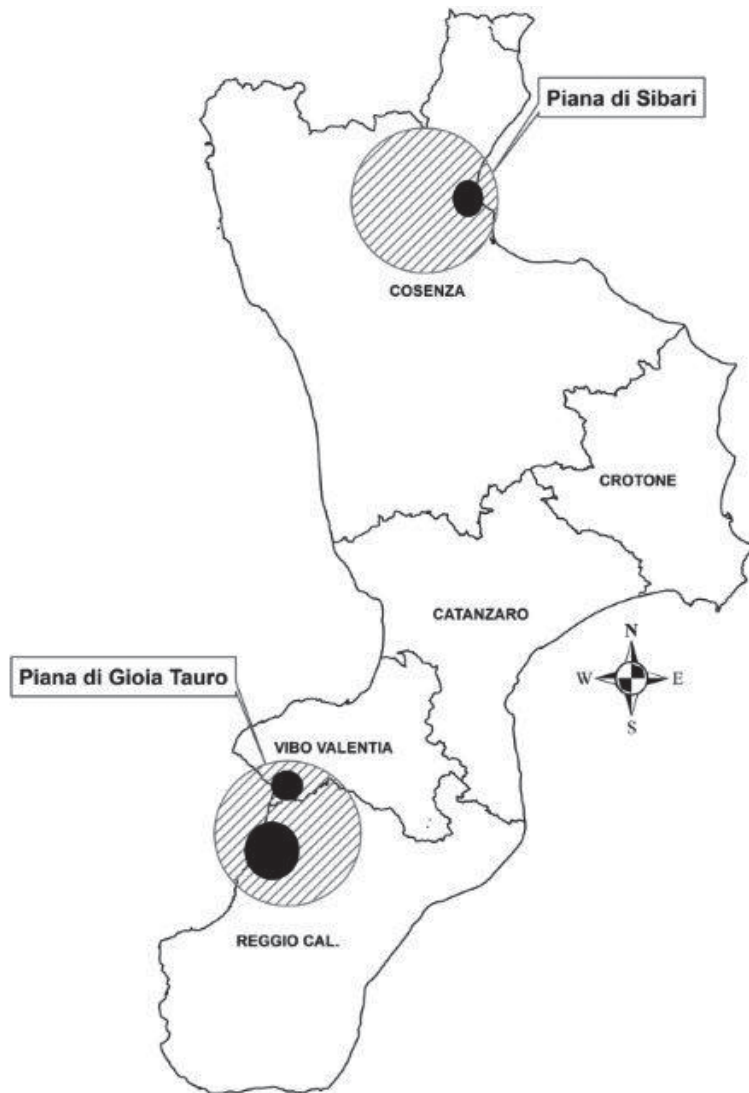 Piana di Sibari
COSENZA
CROTONE
CATANZARO
N
W E
S
Piana di Gioia Tauro
VIBO VALENTIA
REGGIO CAL.